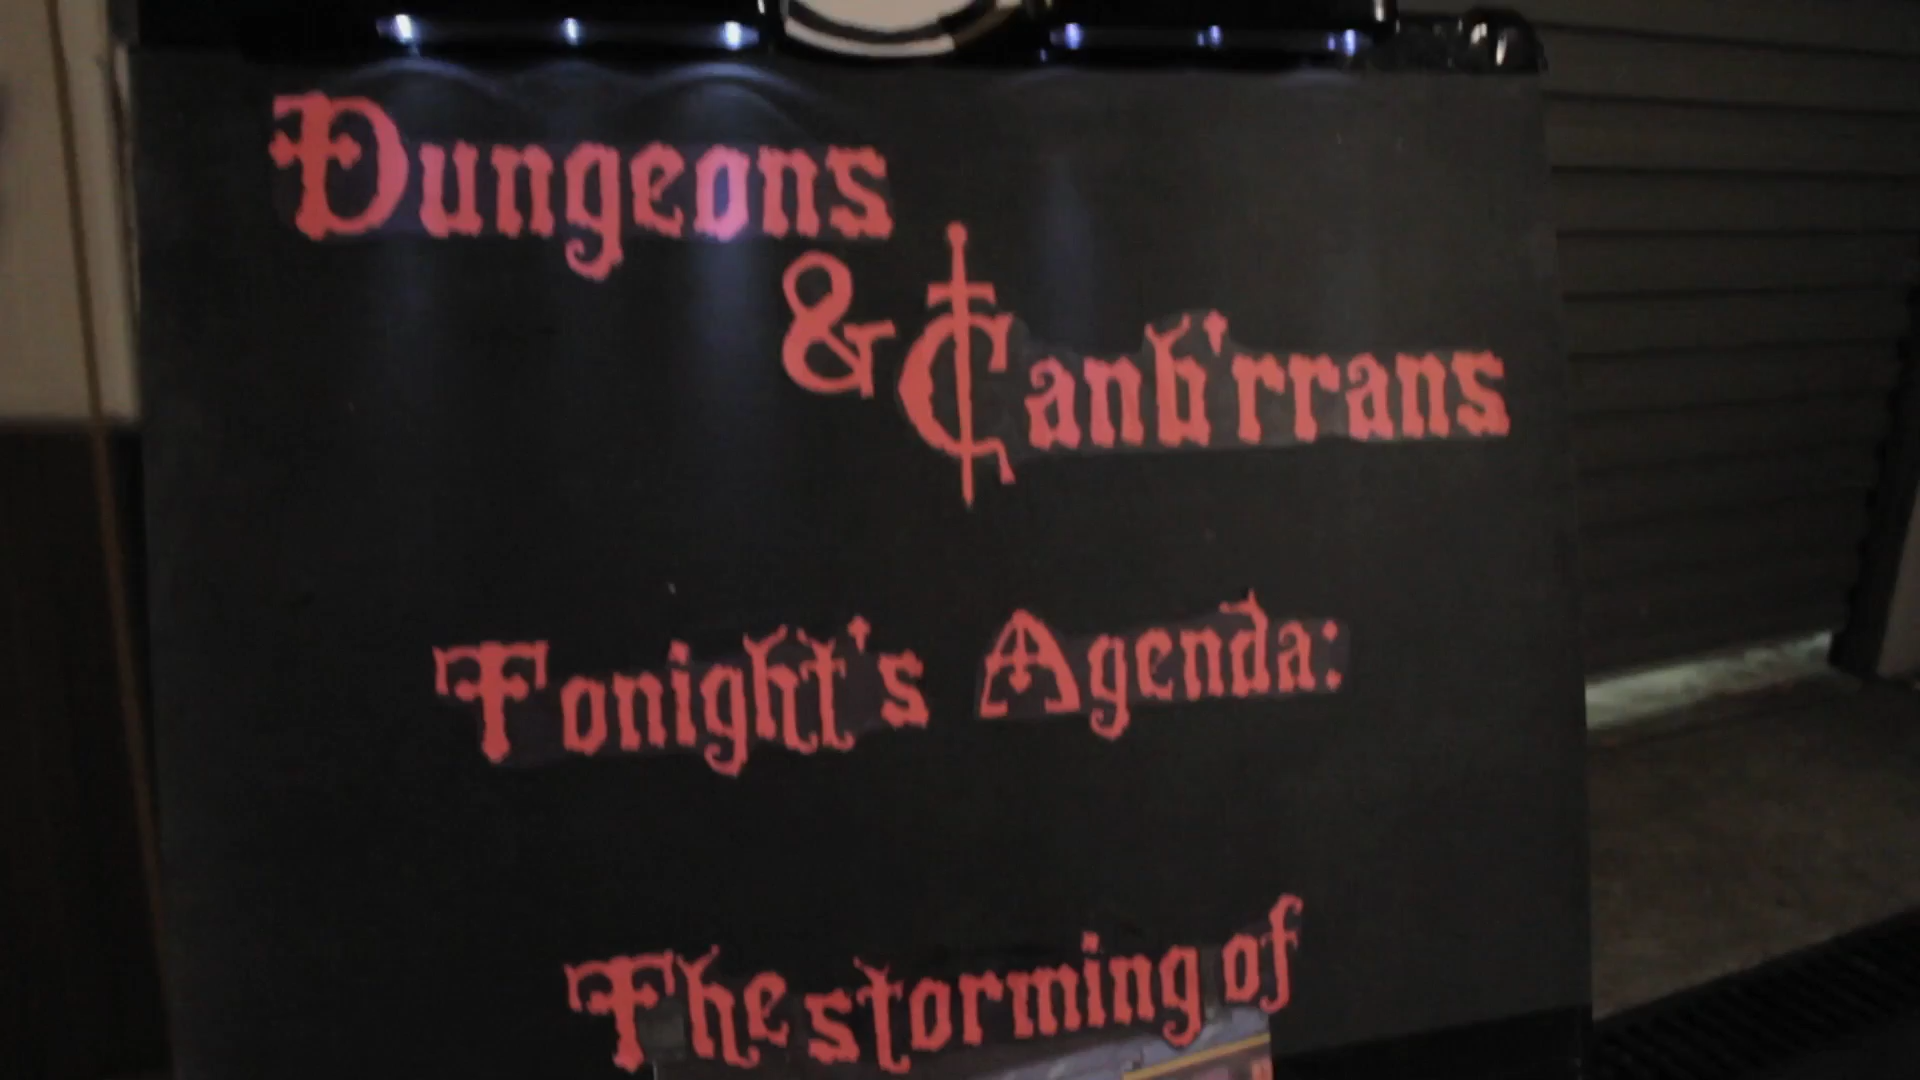 Dungeons
& Canb'rrans
Tonight's Agenda:
The storming of